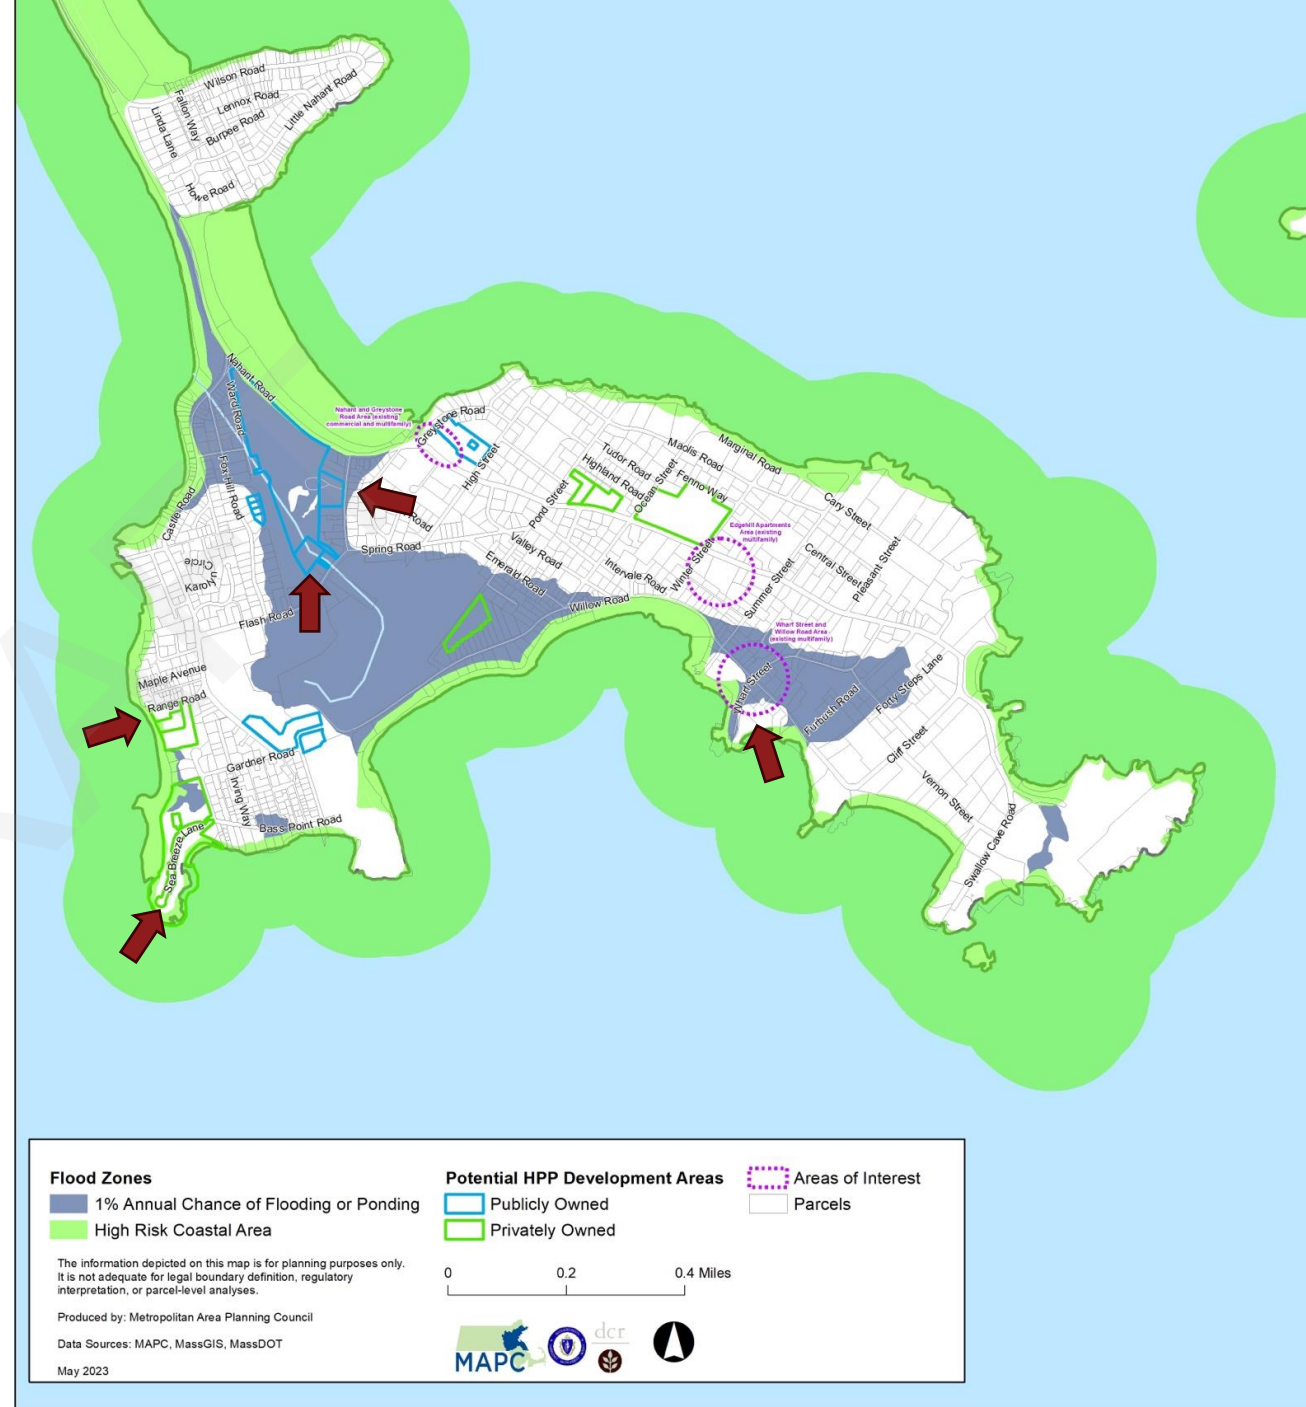 Wilson Road
Fallon Way
Lennox Road
Linda Lane
Burpee Road
Little Nahant Road
Howe Road
Nahant Road
Ward Road
Nahant and Greystone
Road Area (existing
commercial and multifamily)
Greystone Road
High Street
Fox Hill Road
Castle Road
Road
Spring Road
Pond Street
Tudor Road
Highland Road
Maolis Road
Marginal Road
Ocean Street
Fenno Way
Cary Street
Edgehill Apartments
Area (existing
multifamily)
Valley Road
Emerald Road
Intervale Road
Winter Street
Central Street
Pleasant Street
Summer Street
Willow Road
Karolyn
Circle
Flash Road
Wharf Street and
Willow Road Area
(existing multifamily)
Wharf Street
Furbush Road
Forty Steps Lane
Cliff Street
Vernon Street
Swallow Cave Road
Maple Avenue
Range Road
Gardner Road
Irving Way
Bass Point Road
Sea Breeze Lane
Flood Zones
1% Annual Chance of Flooding or Ponding
High Risk Coastal Area
Potential HPP Development Areas
Publicly Owned
Privately Owned
Areas of Interest
Parcels
The information depicted on this map is for planning purposes only.
It is not adequate for legal boundary definition, regulatory
interpretation, or parcel-level analyses.
Produced by: Metropolitan Area Planning Council
Data Sources: MAPC, MassGIS, MassDOT
May 2023
0 0.2 0.4 Miles
MAPC
dcr